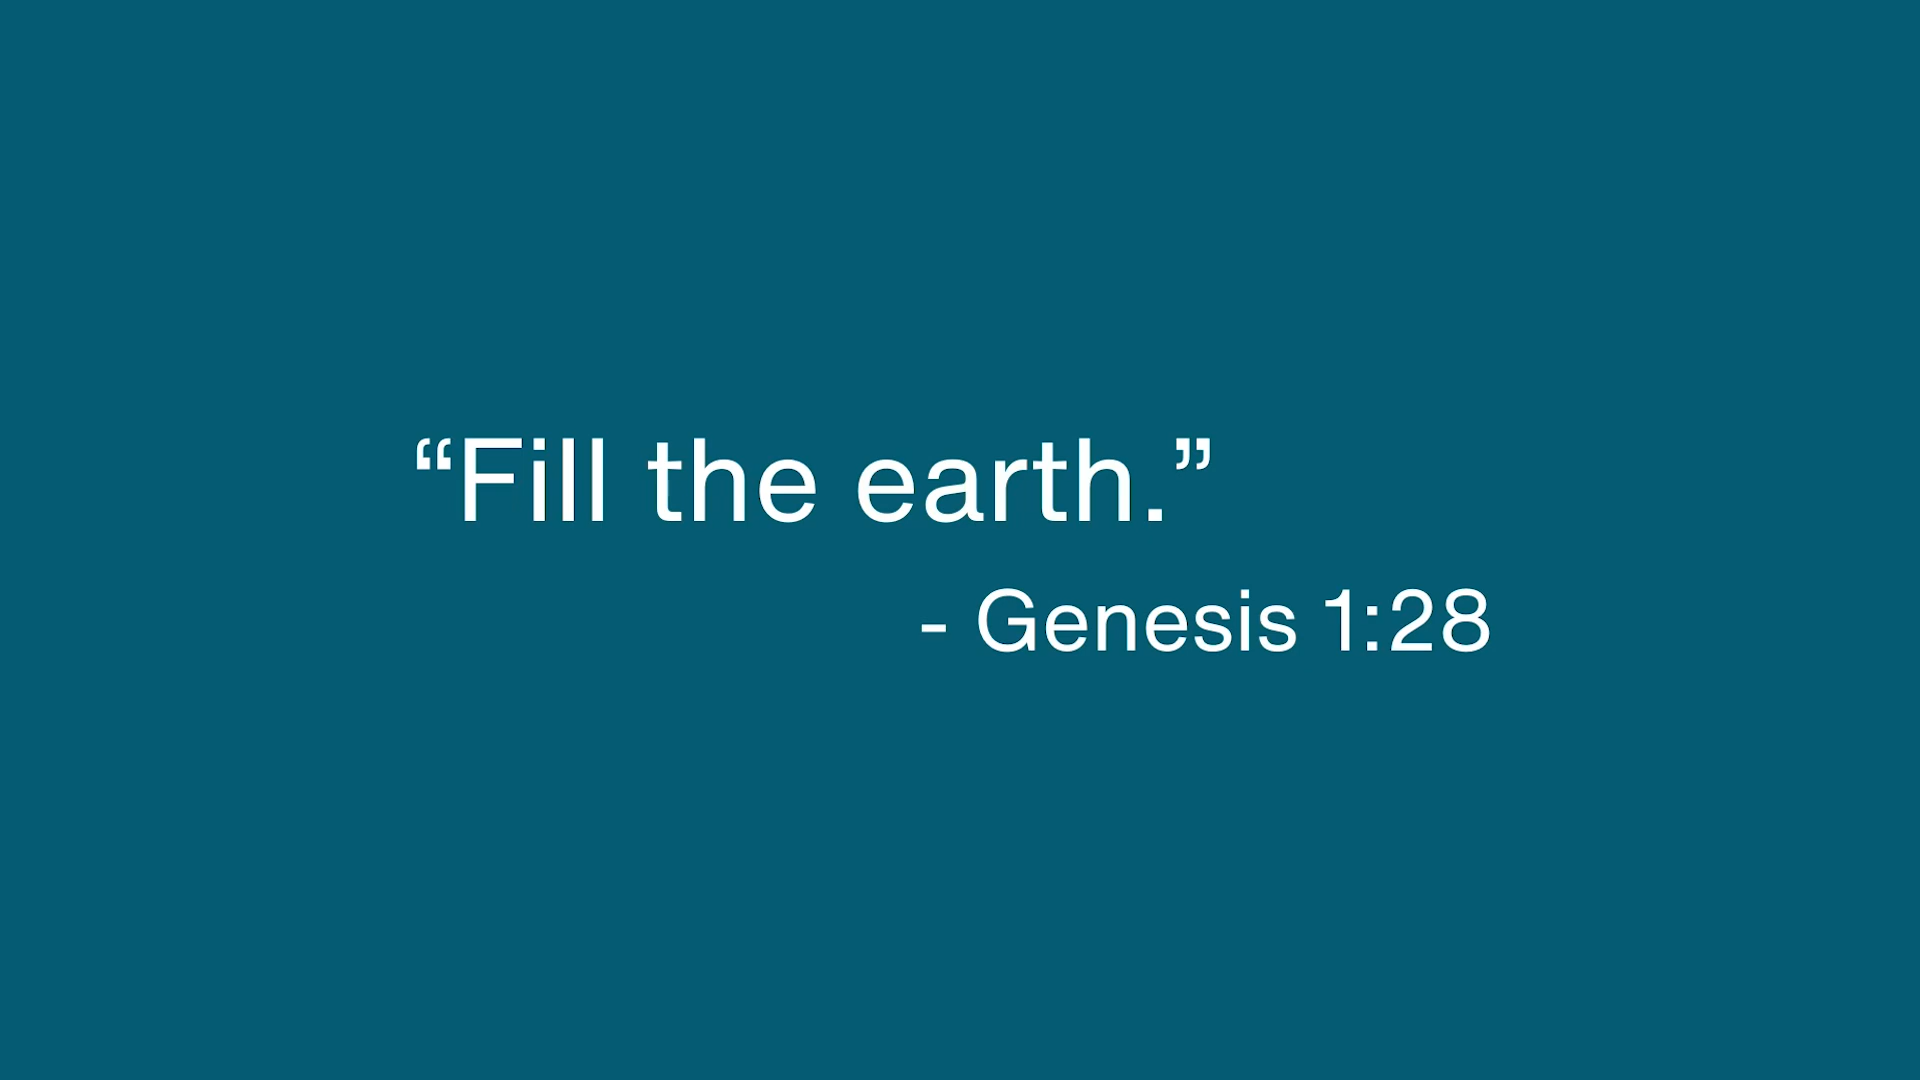 “Fill the earth.”
- Genesis 1:28